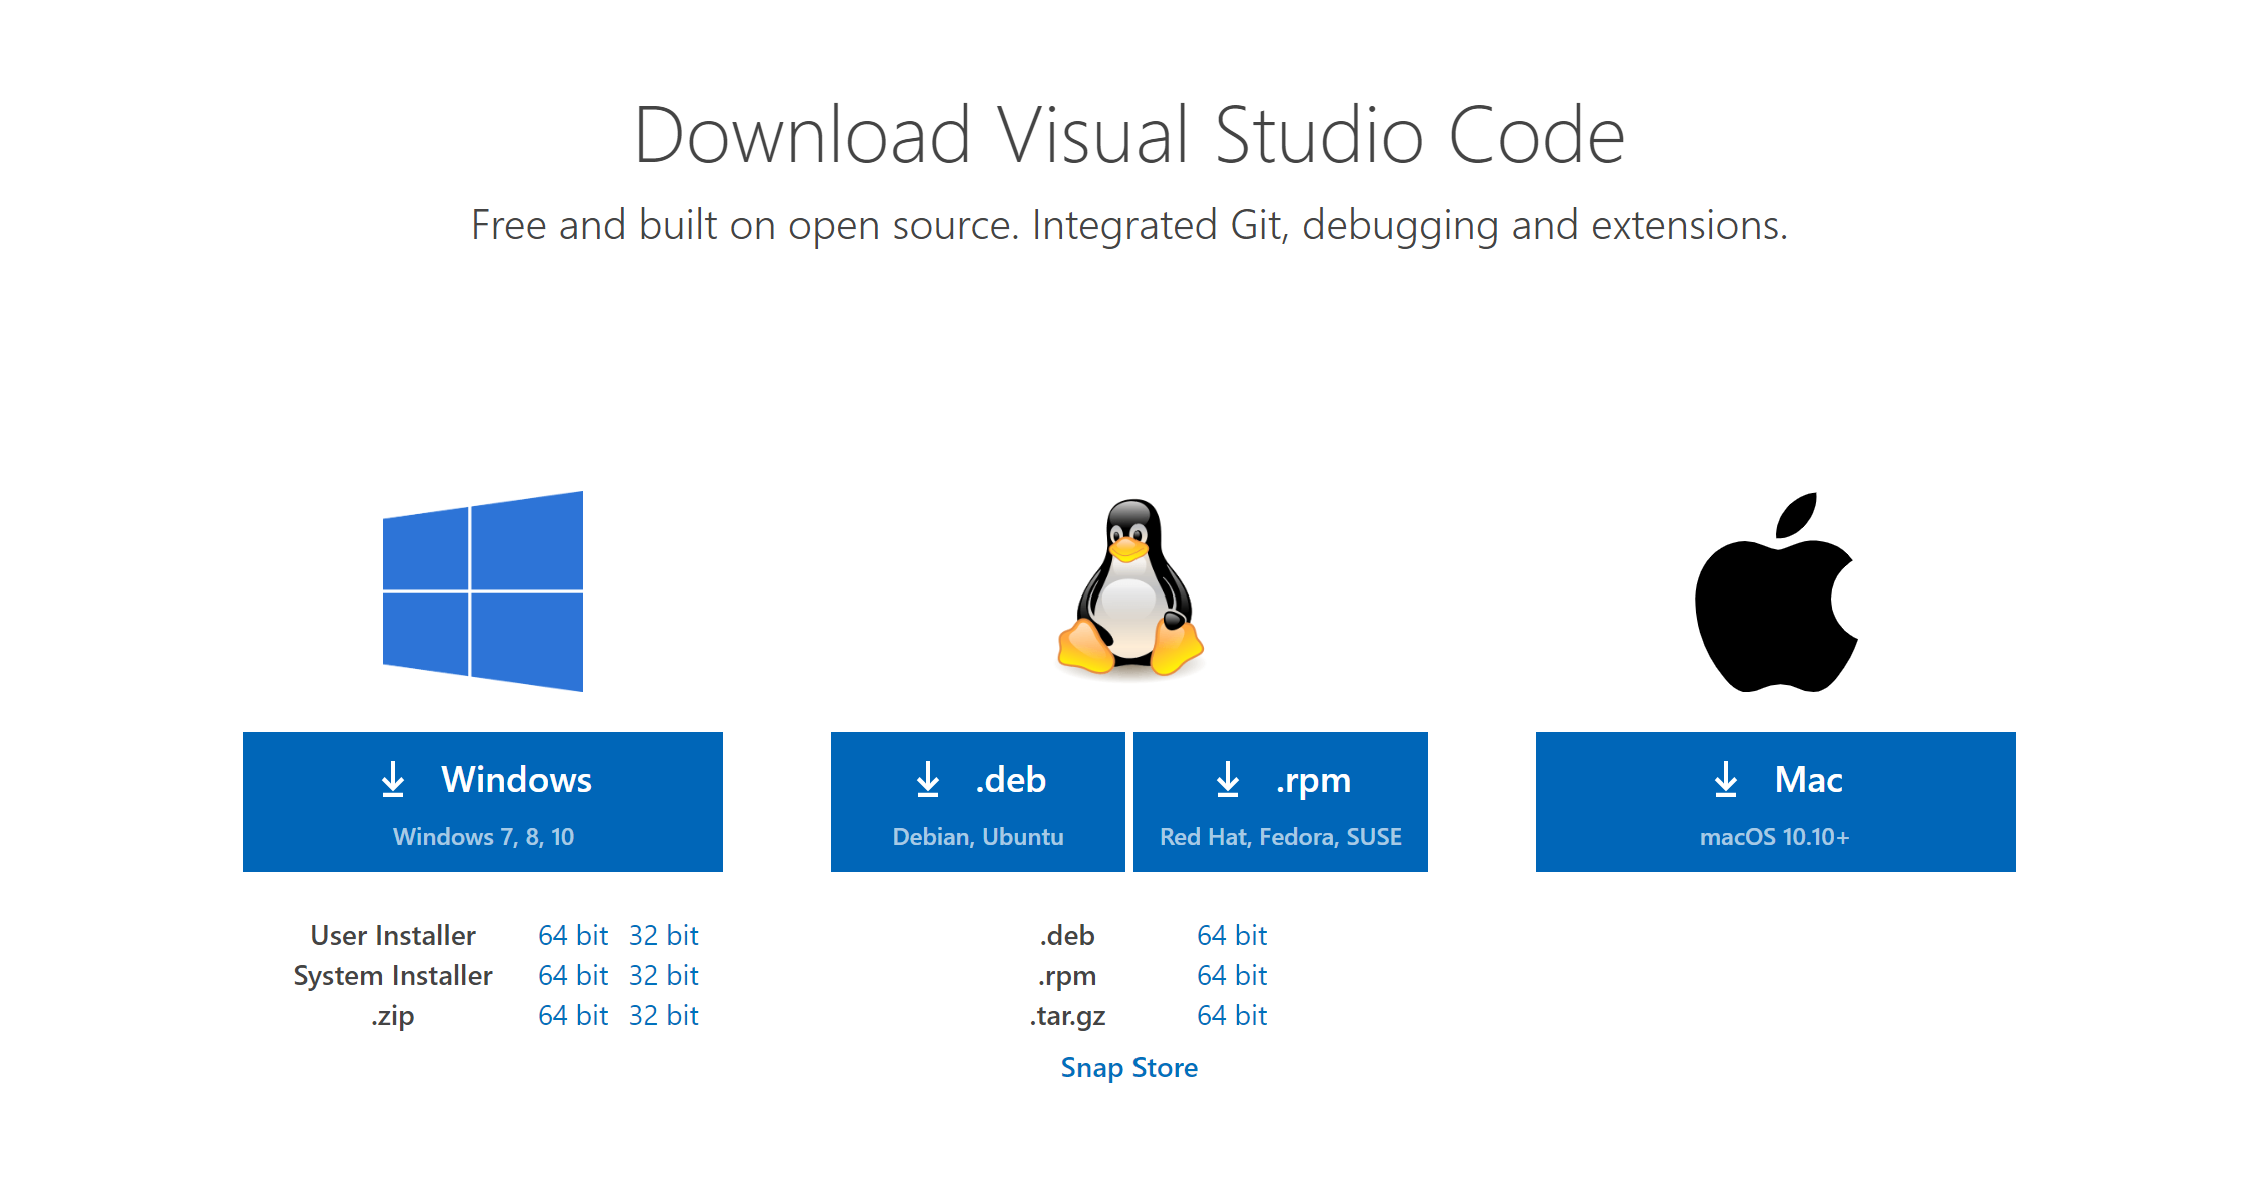 Download Visual Studio Code
Free and built on open source. Integrated Git, debugging and extensions.
Windows
Windows 7, 8, 10
User Installer 64 bit 32 bit
System Installer 64 bit 32 bit
.zip 64 bit 32 bit
.deb
Debian, Ubuntu
.rpm
Red Hat, Fedora, SUSE
.deb 64 bit
.rpm 64 bit
.tar.gz 64 bit
Snap Store
Mac
macOS 10.10+